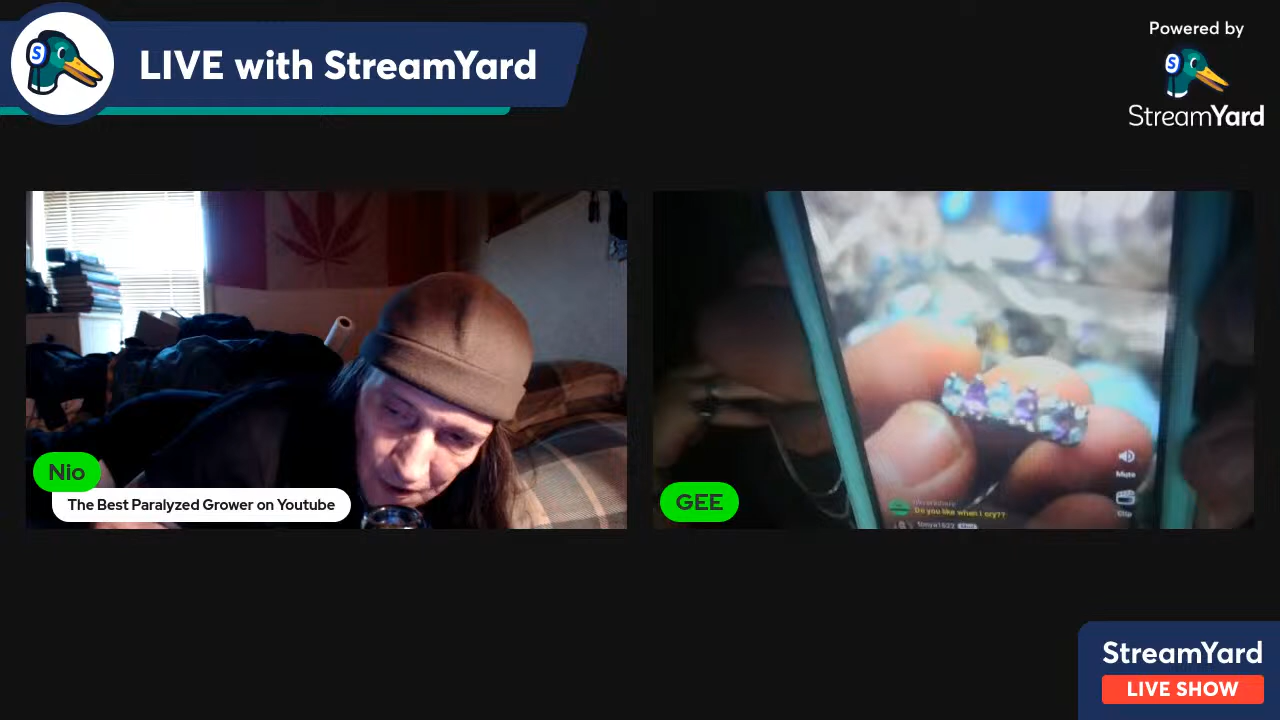 LIVE with StreamYard
Powered by
StreamYard
Nio
The Best Paralyzed Grower on Youtube
GEE
Mute
Clip
Do you like when I cry??
StreamYard
LIVE SHOW